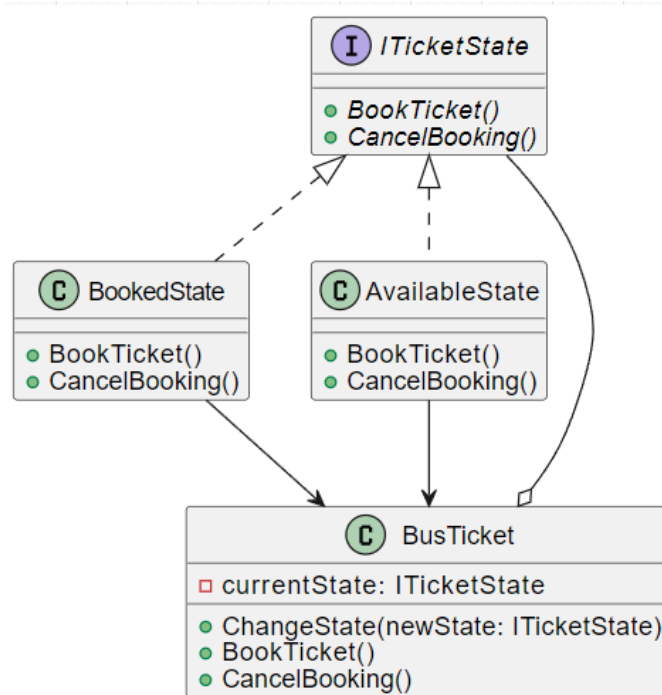 I ITicketState
BookTicket()
CancelBooking()
C BookedState
BookTicket()
CancelBooking()
C AvailableState
BookTicket()
CancelBooking()
C BusTicket
currentState: ITicketState
ChangeState(newState: ITicketState)
BookTicket()
CancelBooking()